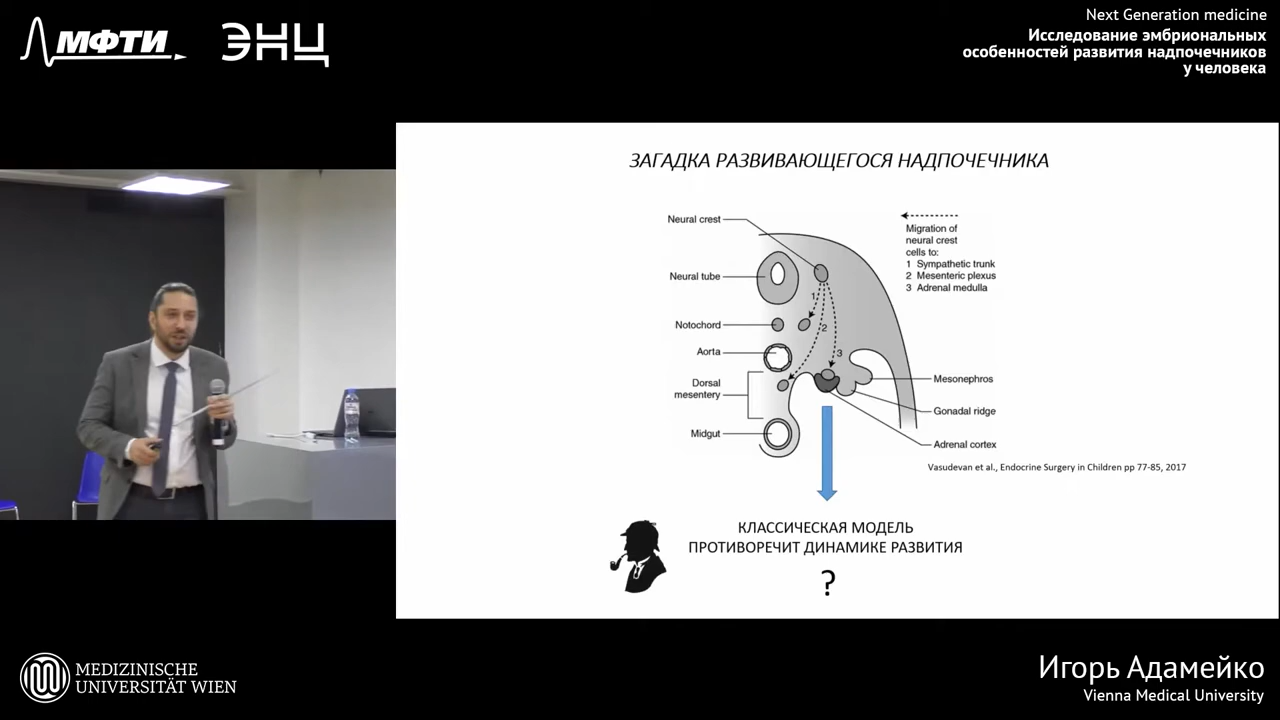 МФТИ
ЭНЦ
Next Generation medicine
Исследование эмбриональных
особенностей развития надпочечников
у человека
ЗАГАДКА РАЗВИВАЮЩЕГОСЯ НАДПОЧЕЧНИКА
Neural crest
Neural tube
Notochord
Aorta
Dorsal
mesentery
Midgut
1
2
3
Migration of
neural crest
cells to:
1 Sympathetic trunk
2 Mesenteric plexus
3 Adrenal medulla
Mesonephros
Gonadal ridge
Adrenal cortex
Vasudevan et al., Endocrine Surgery in Children pp 77-85, 2017
КЛАССИЧЕСКАЯ МОДЕЛЬ
ПРОТИВОРЕЧИТ ДИНАМИКЕ РАЗВИТИЯ
?
MEDIZINISCHE
UNIVERSITÄT WIEN
Игорь Адамейко
Vienna Medical University